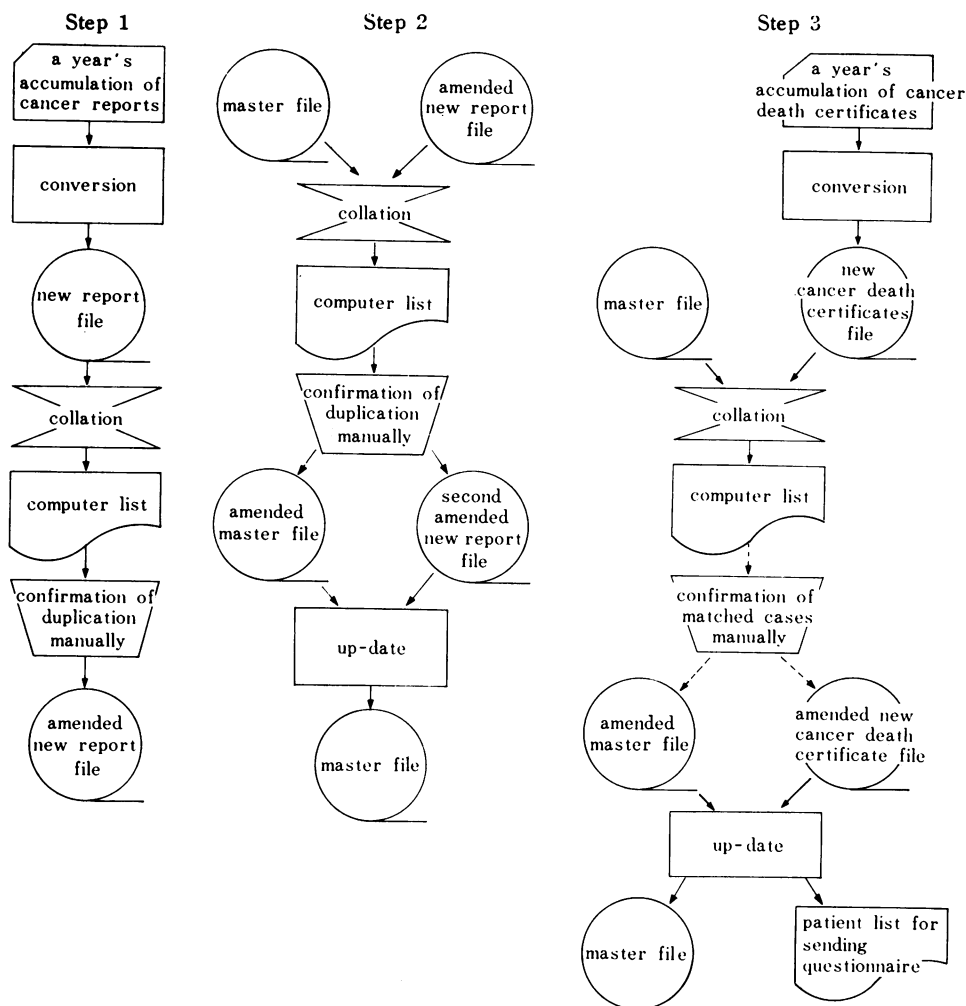 Step 1
a year's
accumulation of
cancer reports
conversion
new report
file
collation
computer list
confirmation of
duplication
manually
amended
new report
file
Step 2
master file
amended
new report
file
collation
computer list
confirmation of
duplication
manually
amended
master file
second
amended
new report
file
up-date
master file
Step 3
a year's
accumulation of cancer
death certificates
conversion
master file
new
cancer death
certificates
file
collation
computer list
confirmation of
matched cases
manually
amended
master file
amended new
cancer death
certificate file
up-date
master file
patient list for
sending
questionnaire